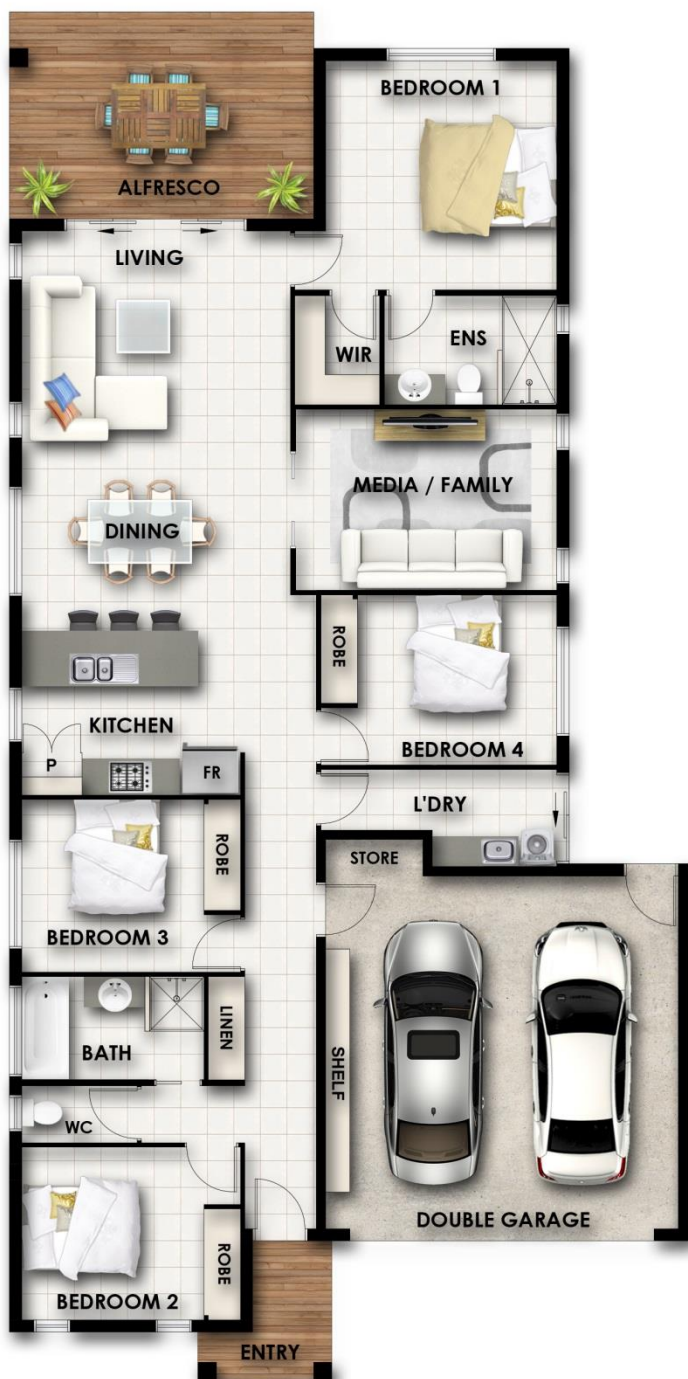 BEDROOM 1
ALFRESCO
LIVING
WIR
ENS
MEDIA / FAMILY
DINING
ROBE
KITCHEN
BEDROOM 4
P
FR
L'DRY
ROBE
STORE
BEDROOM 3
LINEN
BATH
SHELF
WC
DOUBLE GARAGE
ROBE
BEDROOM 2
ENTRY